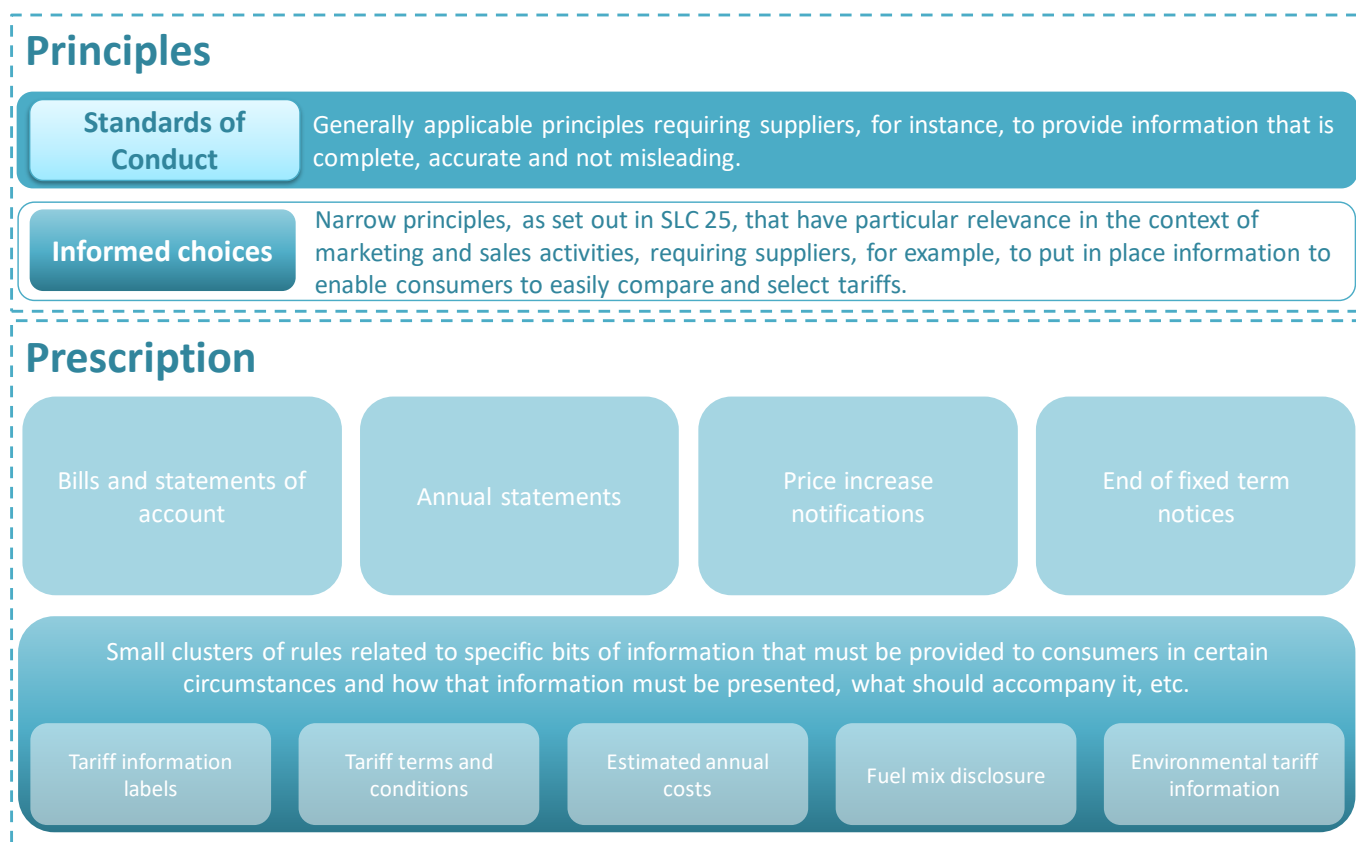 Principles
Standards of
Conduct
Generally applicable principles requiring suppliers, for instance, to provide information that is
complete, accurate and not misleading.
Informed choices
Narrow principles, as set out in SLC 25, that have particular relevance in the context of
marketing and sales activities, requiring suppliers, for example, to put in place information to
enable consumers to easily compare and select tariffs.
Prescription
Bills and statements of
account
Annual statements
Price increase
notifications
End of fixed term
notices
Small clusters of rules related to specific bits of information that must be provided to consumers in certain
circumstances and how that information must be presented, what should accompany it, etc.
Tariff information
labels
Tariff terms and
conditions
Estimated annual
costs
Fuel mix disclosure
Environmental tariff
information